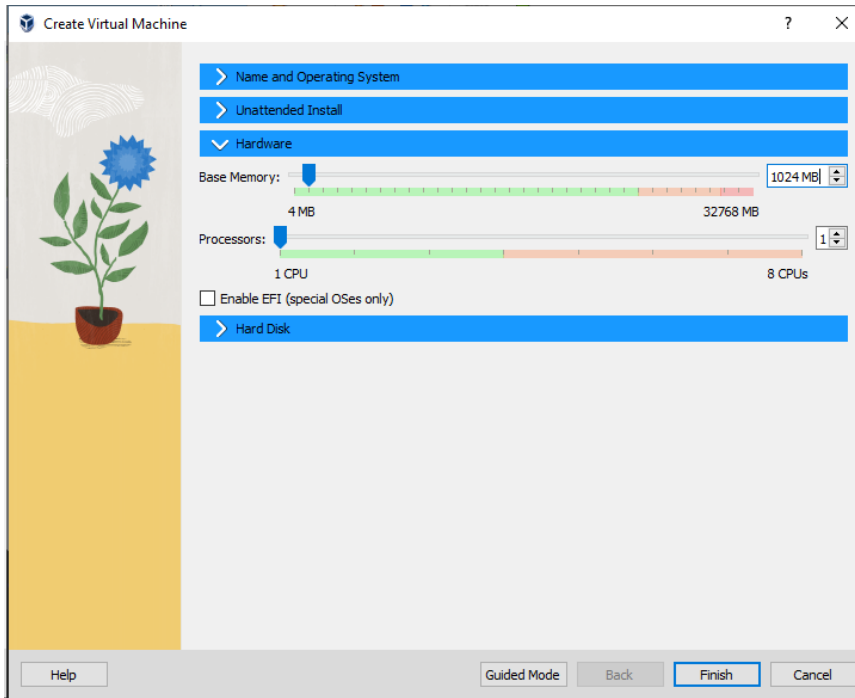 Create Virtual Machine ?
Name and Operating System
Unattended Install
Hardware
Base Memory: 1024 MB
4 MB 32768 MB
Processors: 1
1 CPU 8 CPUs
Enable EFI (special OSes only)
Hard Disk
Help Guided Mode Back Finish Cancel